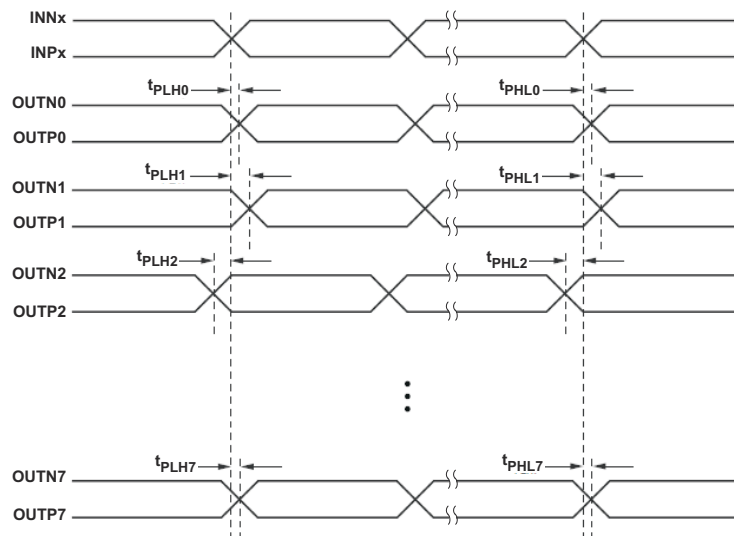 INNx
INPx
tPLH0 tPHL0
OUTN0
OUTP0
tPLH1 tPHL1
OUTN1
OUTP1
tPLH2 tPHL2
OUTN2
OUTP2
tPLH7 tPHL7
OUTN7
OUTP7